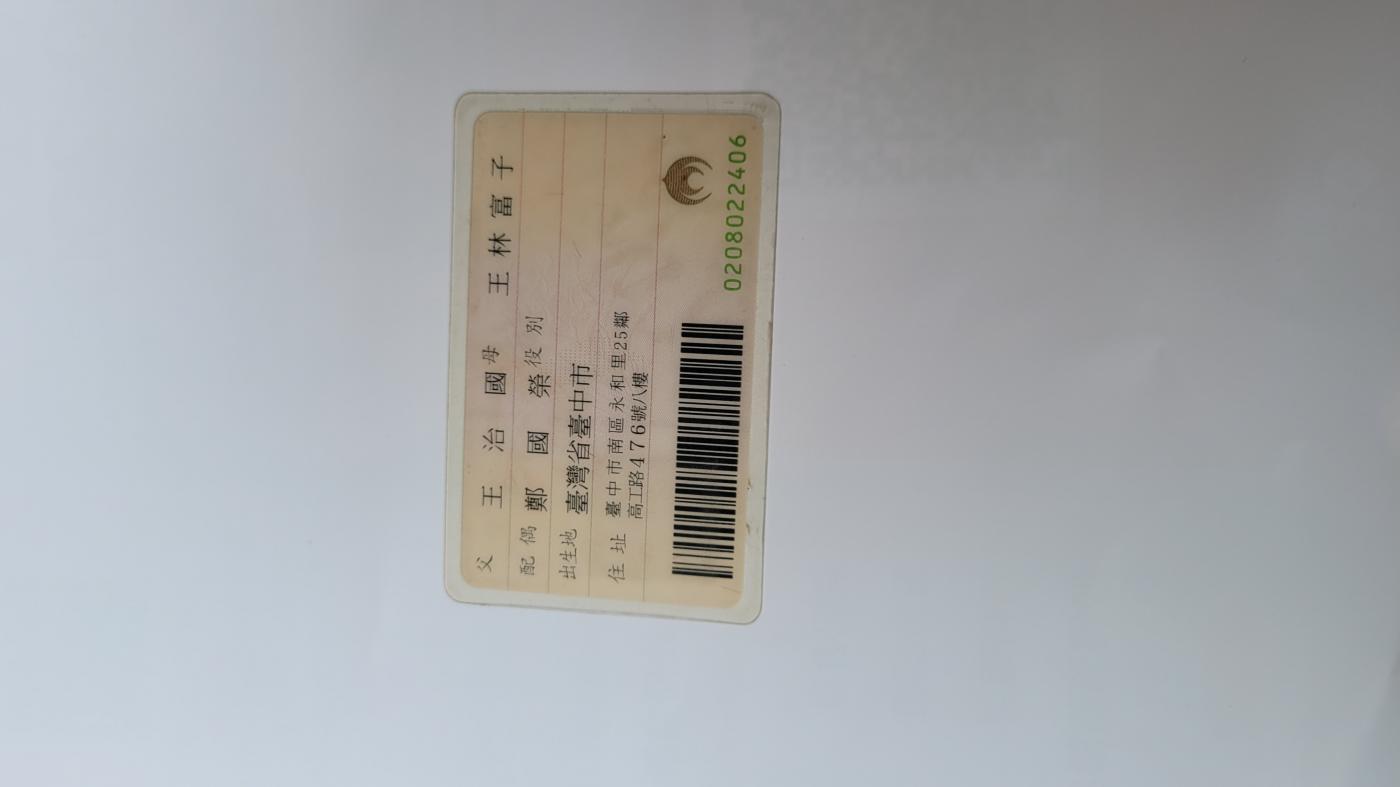 父 王治國 母 王林富子
配偶 鄭國榮 役別
出生地 臺灣省臺中市
住址 臺中市南區永和里25鄰
高工路476號八樓
0208022406